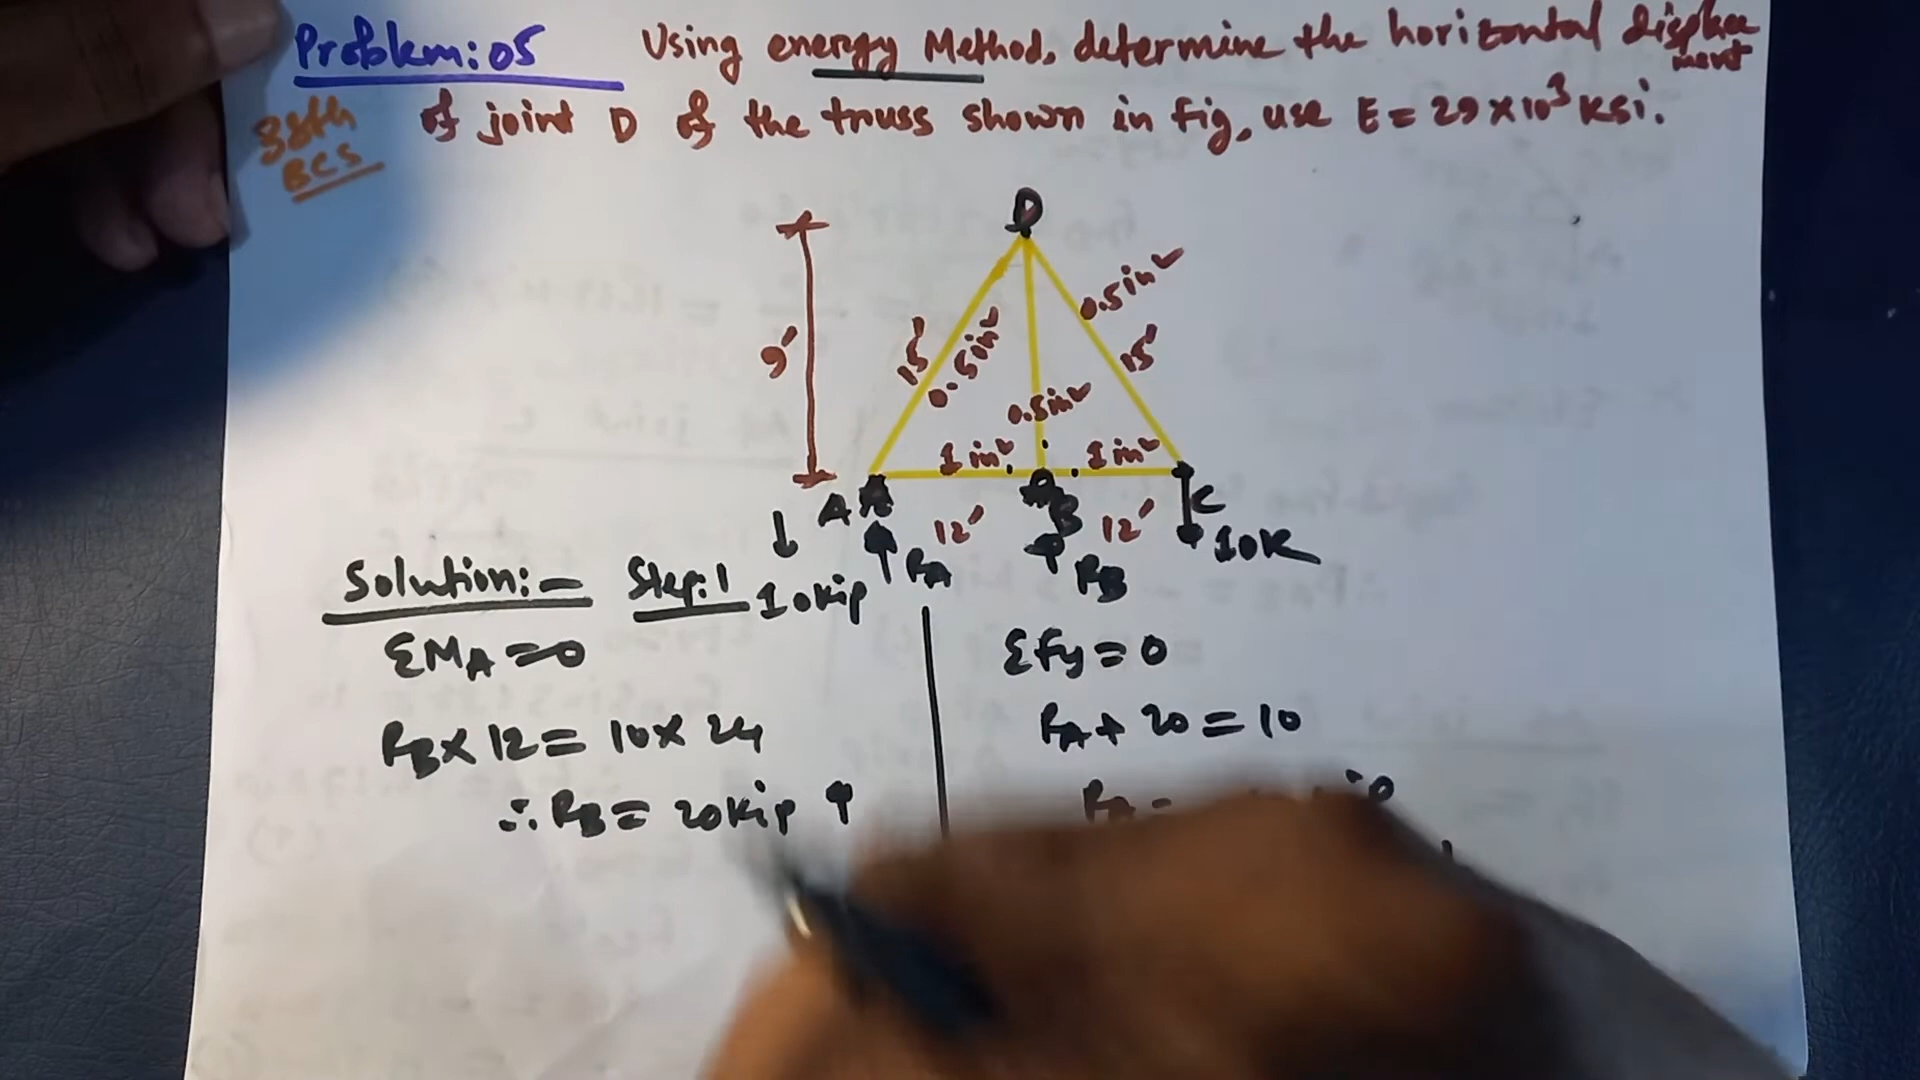 Problem:05 Using energy Method, determine the horizontal displacement
38th BCS
of joint D of the truss shown in fig, use E = 29×10³ ksi.
D
9'
15'
0.5in²
0.5in²
15'
0.5in²
1in²
1in²
A
B
C
12'
12'
10K
RA
RB
10kip
Solution:- Step:1
ΣMA=0
RB×12=10×24
∴RB=20kip↑
ΣFy=0
RA+20=10